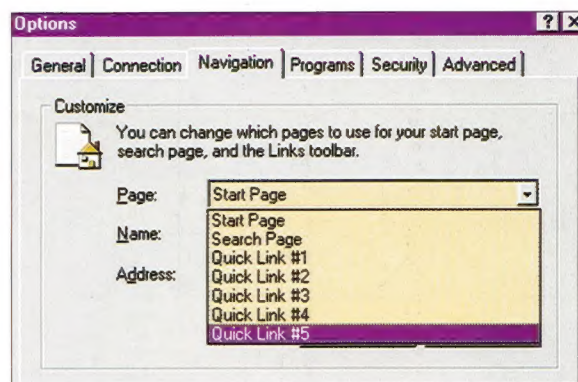 Options
General Connection Navigation Programs Security Advanced
Customize
You can change which pages to use for your start page,
search page, and the Links toolbar.
Page: Start Page
Start Page
Search Page
Name:
Quick Link #1
Address:
Quick Link #2
Quick Link #3
Quick Link #4
Quick Link #5